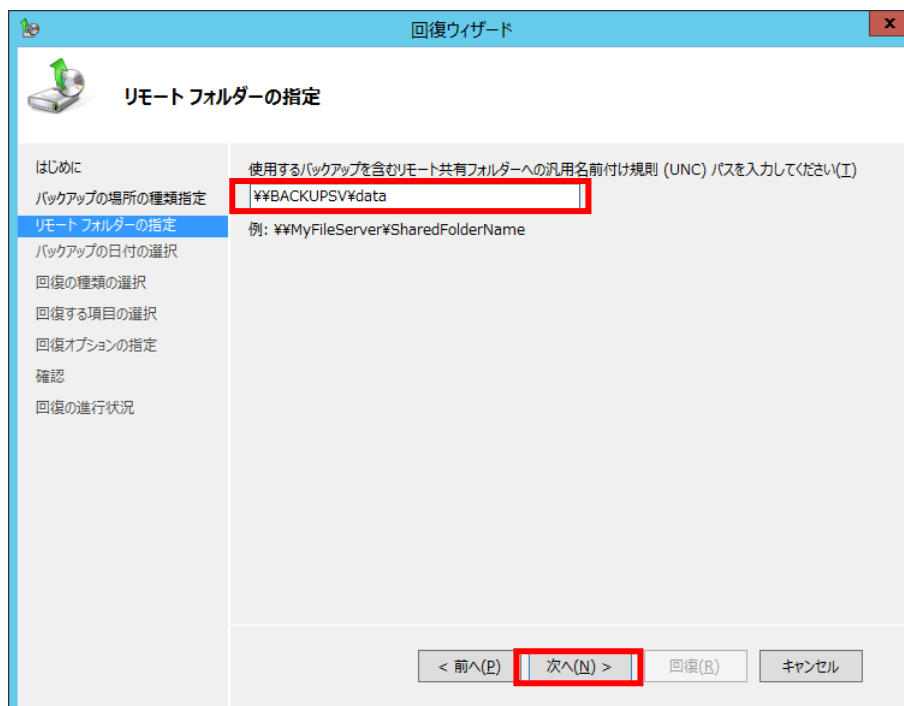 回復ウィザード
x
リモート フォルダーの指定
はじめに
バックアップの場所の種類指定
リモート フォルダーの指定
バックアップの日付の選択
回復の種類の選択
回復する項目の選択
回復オプションの指定
確認
回復の進行状況
使用するバックアップを含むリモート共有フォルダーへの汎用名前付け規則 (UNC) パスを入力してください(T)
¥¥BACKUPSV¥data
例: ¥¥MyFileServer¥SharedFolderName
< 前へ(P)
次へ(N) >
回復(R)
キャンセル